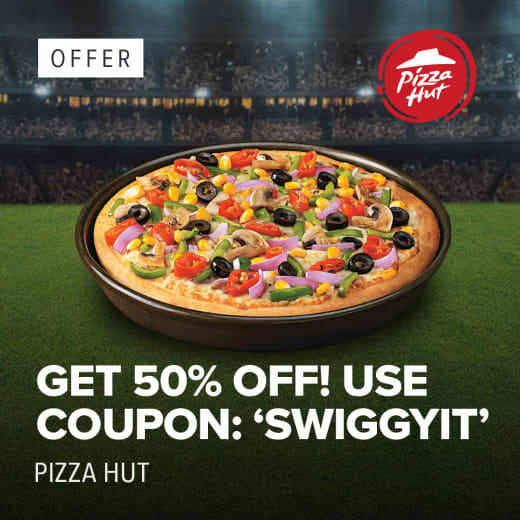 OFFER
Pizza
Hut
GET 50% OFF! USE
COUPON: ‘SWIGGYIT’
PIZZA HUT